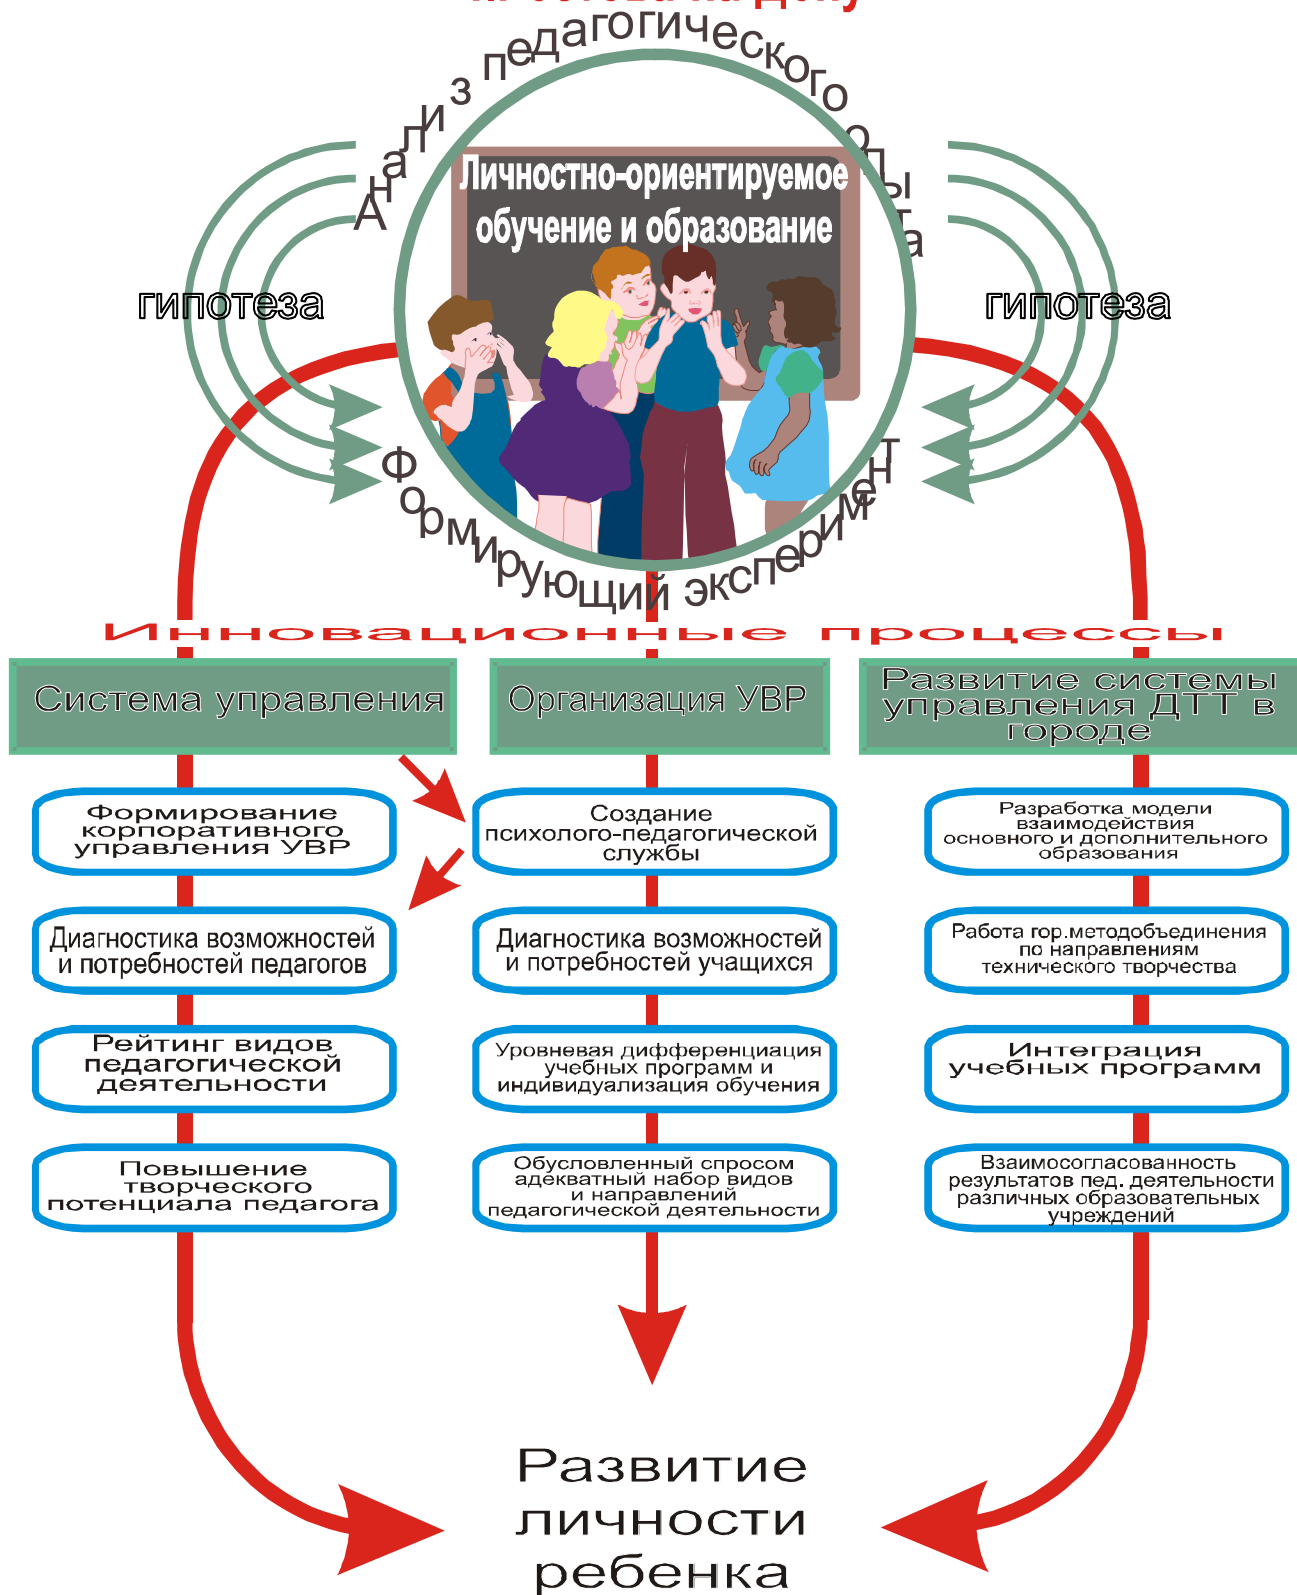 Анализ педагогического опыта
Личностно-ориентируемое
обучение и образование
гипотеза
гипотеза
Формирующий эксперимент
Инновационные процессы
Система управления
Организация УВР
Развитие системы
управления ДТТ в
городе
Формирование
корпоративного
управления УВР
Создание
психолого-педагогической
службы
Разработка модели
взаимодействия
основного и дополнительного
образования
Диагностика возможностей
и потребностей педагогов
Диагностика возможностей
и потребностей учащихся
Работа гор.методобъединения
по направлениям
технического творчества
Рейтинг видов
педагогической
деятельности
Уровневая дифференциация
учебных программ и
индивидуализация обучения
Интеграция
учебных программ
Повышение
творческого
потенциала педагога
Обусловленный спросом
адекватный набор видов
и направлений
педагогической деятельности
Взаимосогласованность
результатов пед. деятельности
различных образовательных
учреждений
Развитие
личности
ребенка